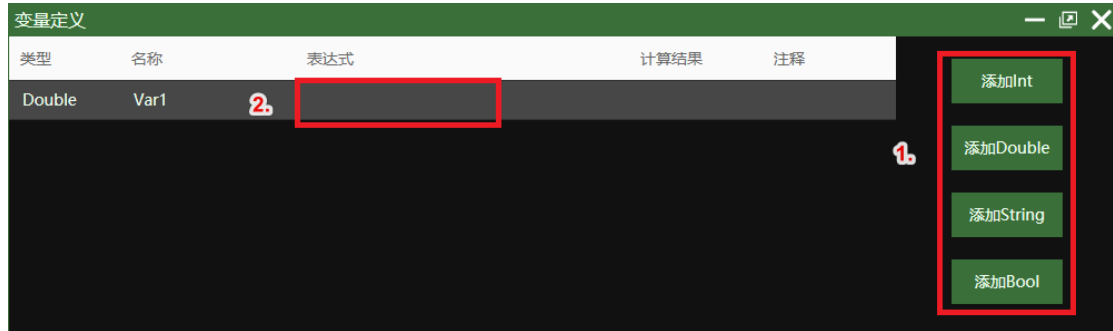 变量定义
类型 名称 表达式 计算结果 注释
添加Int
Double Var1 2.
1. 添加Double
添加String
添加Bool